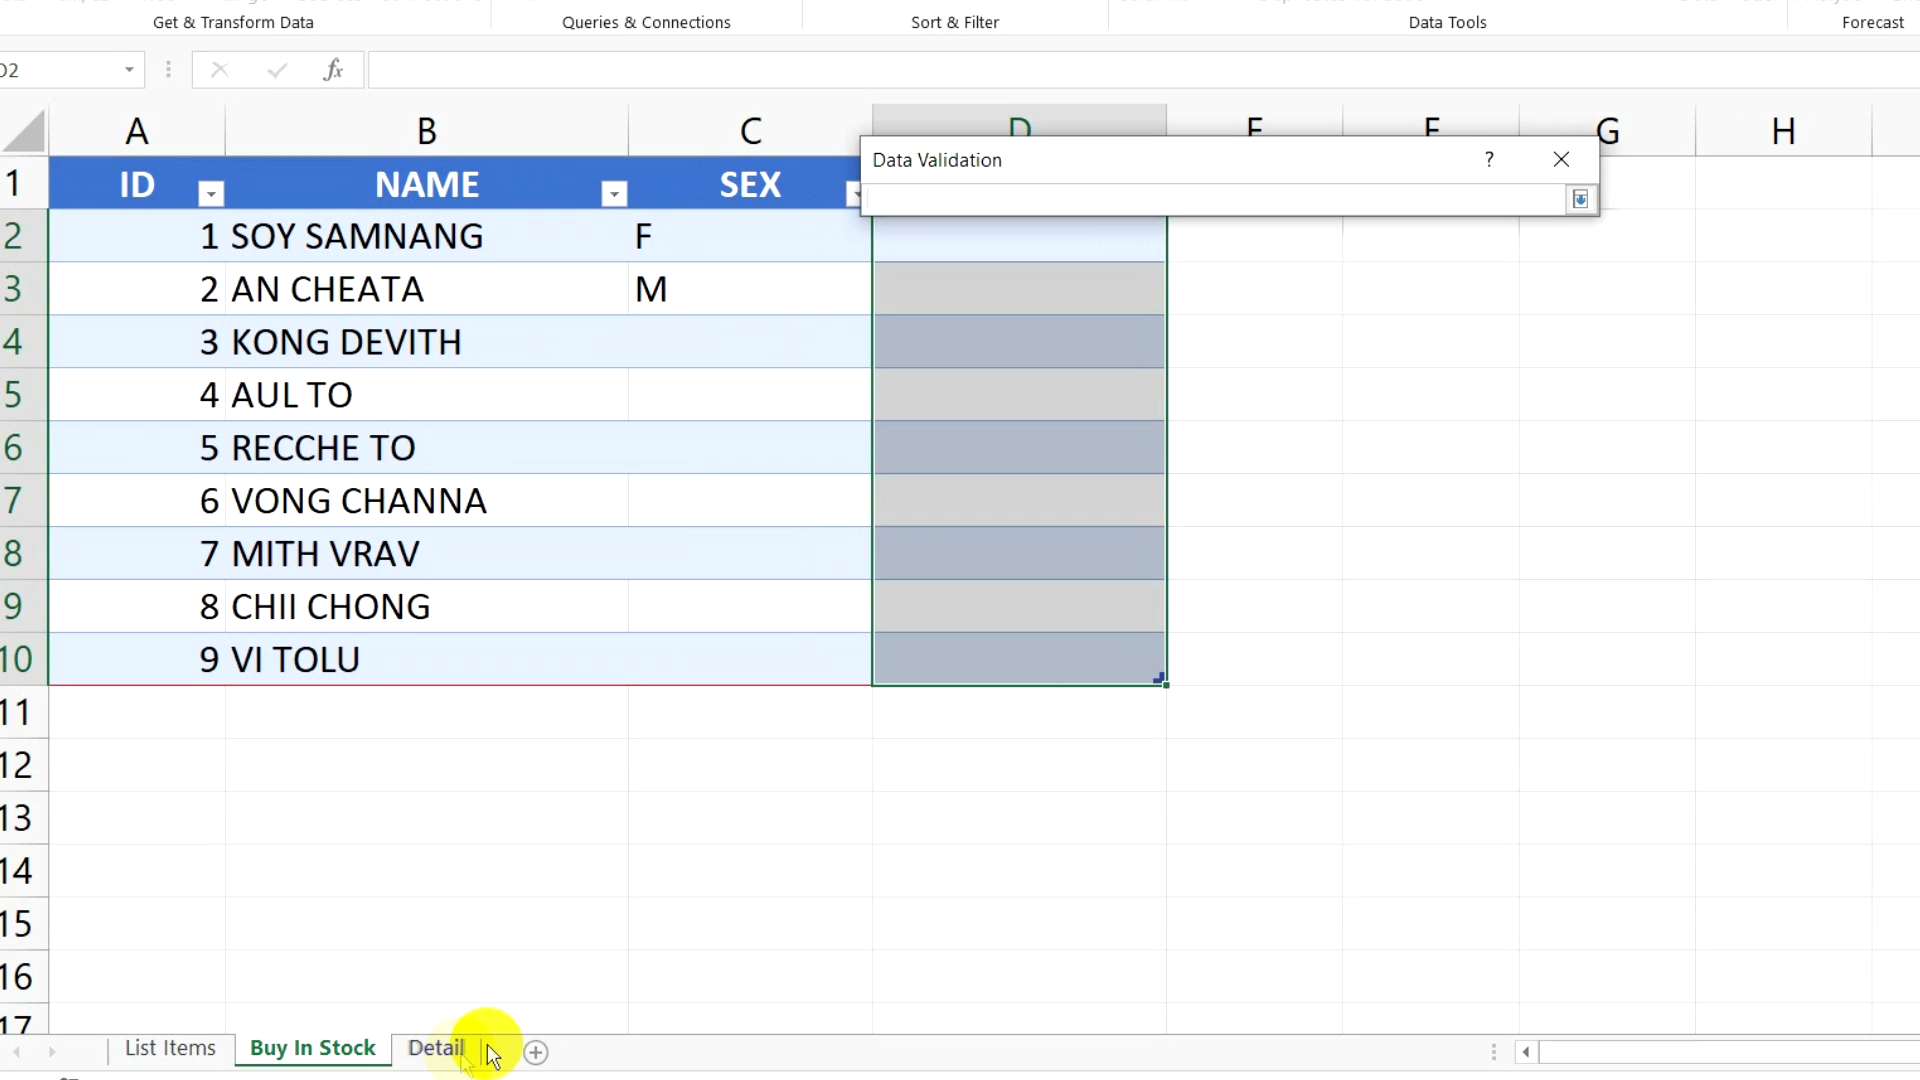 Get & Transform Data Queries & Connections Sort & Filter Data Tools Forecast
D2 fx
A B C D E F G H
Data Validation ?
1 ID NAME SEX
2 1 SOY SAMNANG F
3 2 AN CHEATA M
4 3 KONG DEVITH
5 4 AUL TO
6 5 RECCHE TO
7 6 VONG CHANNA
8 7 MITH VRAV
9 8 CHII CHONG
10 9 VI TOLU
11
12
13
14
15
16
17
List Items Buy In Stock Detail